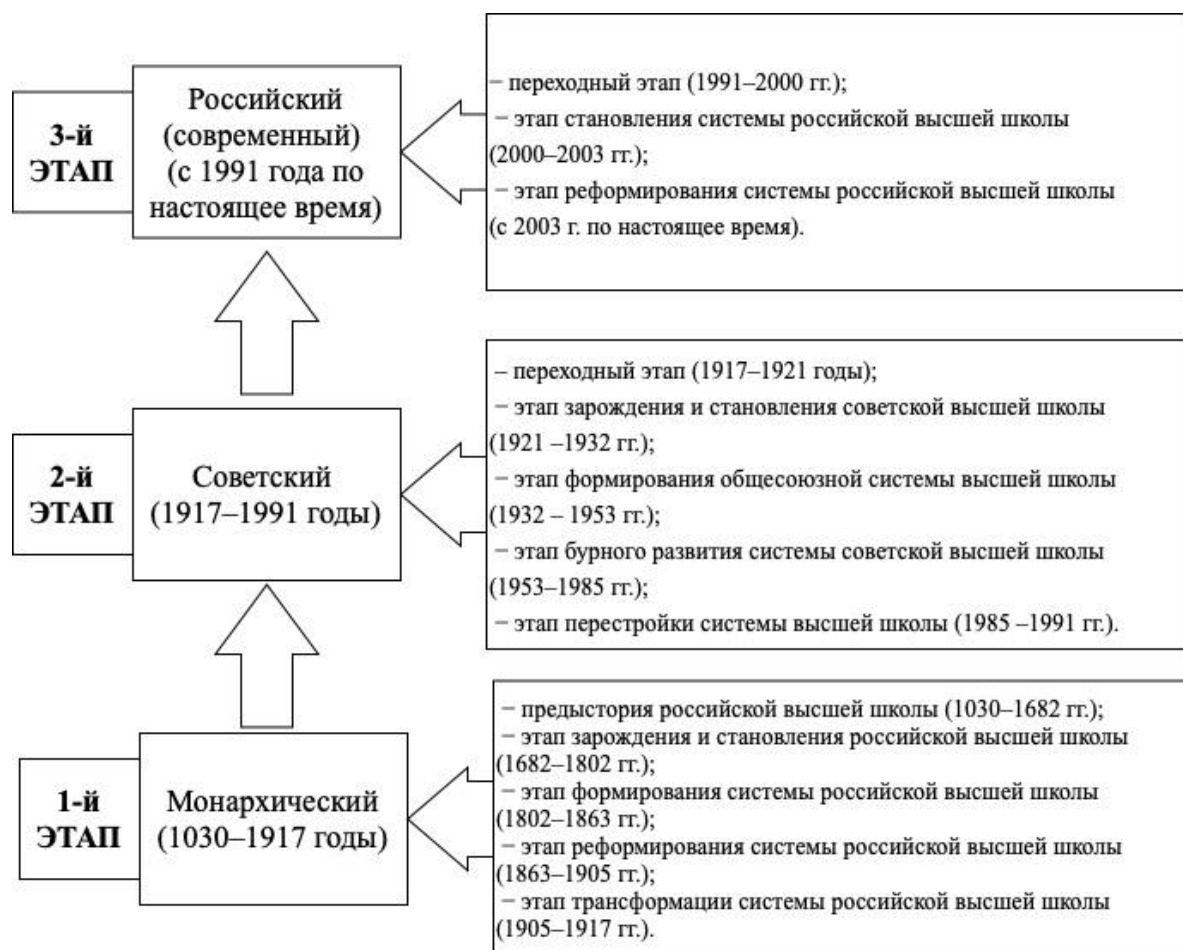 3-й
ЭТАП
Российский
(современный)
(с 1991 года по
настоящее время)
− переходный этап (1991–2000 гг.);
− этап становления системы российской высшей школы
(2000–2003 гг.);
− этап реформирования системы российской высшей школы
(с 2003 г. по настоящее время).
2-й
ЭТАП
Советский
(1917–1991 годы)
– переходный этап (1917–1921 годы);
− этап зарождения и становления советской высшей школы
(1921 –1932 гг.);
− этап формирования общесоюзной системы высшей школы
(1932 – 1953 гг.);
− этап бурного развития системы советской высшей школы
(1953–1985 гг.);
− этап перестройки системы высшей школы (1985 –1991 гг.).
1-й
ЭТАП
Монархический
(1030–1917 годы)
− предыстория российской высшей школы (1030–1682 гг.);
− этап зарождения и становления российской высшей школы
(1682–1802 гг.);
− этап формирования системы российской высшей школы
(1802–1863 гг.);
− этап реформирования системы российской высшей школы
(1863–1905 гг.);
− этап трансформации системы российской высшей школы
(1905–1917 гг.).